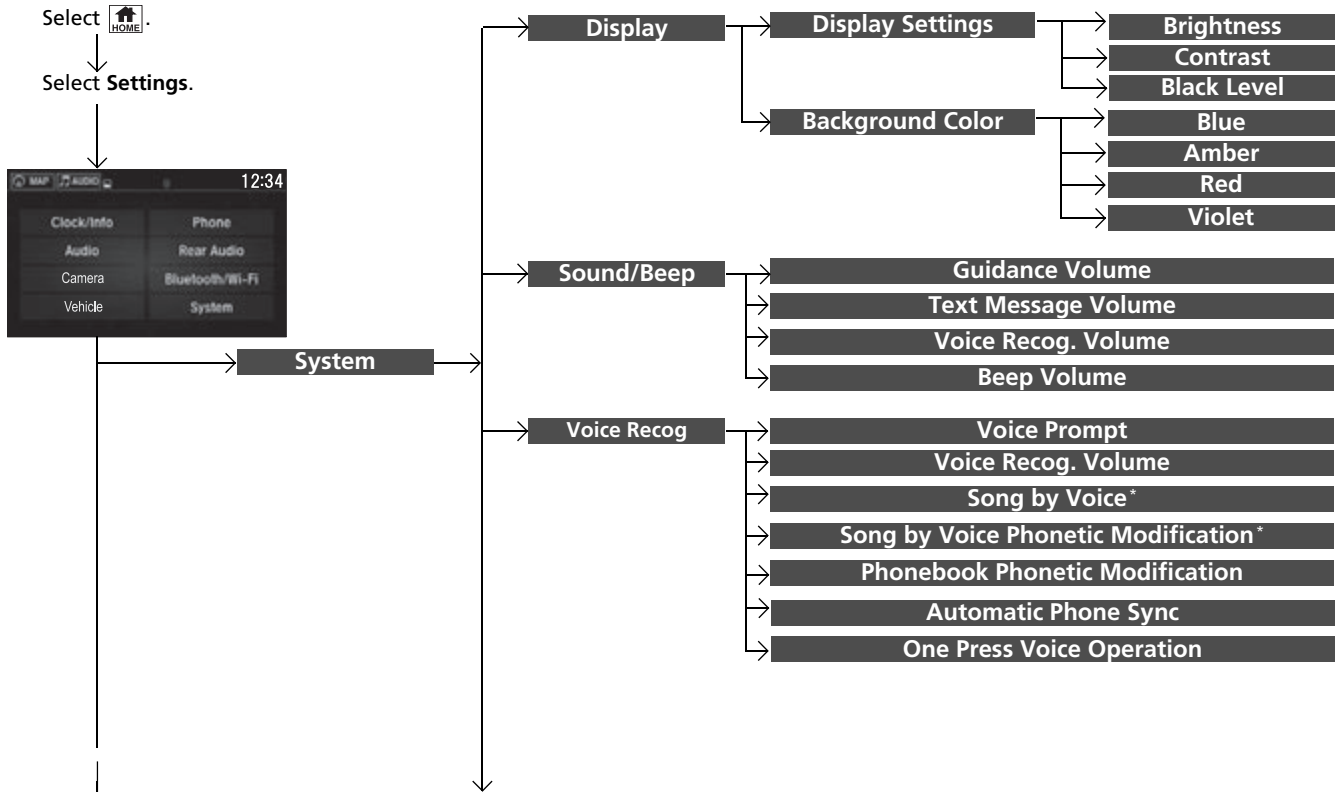 Select HOME.
Select Settings.
MAP AUDIO 12:34
Clock/Info Phone
Audio Rear Audio
Camera Bluetooth/Wi-Fi
Vehicle System
System
Display
Display Settings
Brightness
Contrast
Black Level
Background Color
Blue
Amber
Red
Violet
Sound/Beep
Guidance Volume
Text Message Volume
Voice Recog. Volume
Beep Volume
Voice Recog
Voice Prompt
Voice Recog. Volume
Song by Voice*
Song by Voice Phonetic Modification*
Phonebook Phonetic Modification
Automatic Phone Sync
One Press Voice Operation